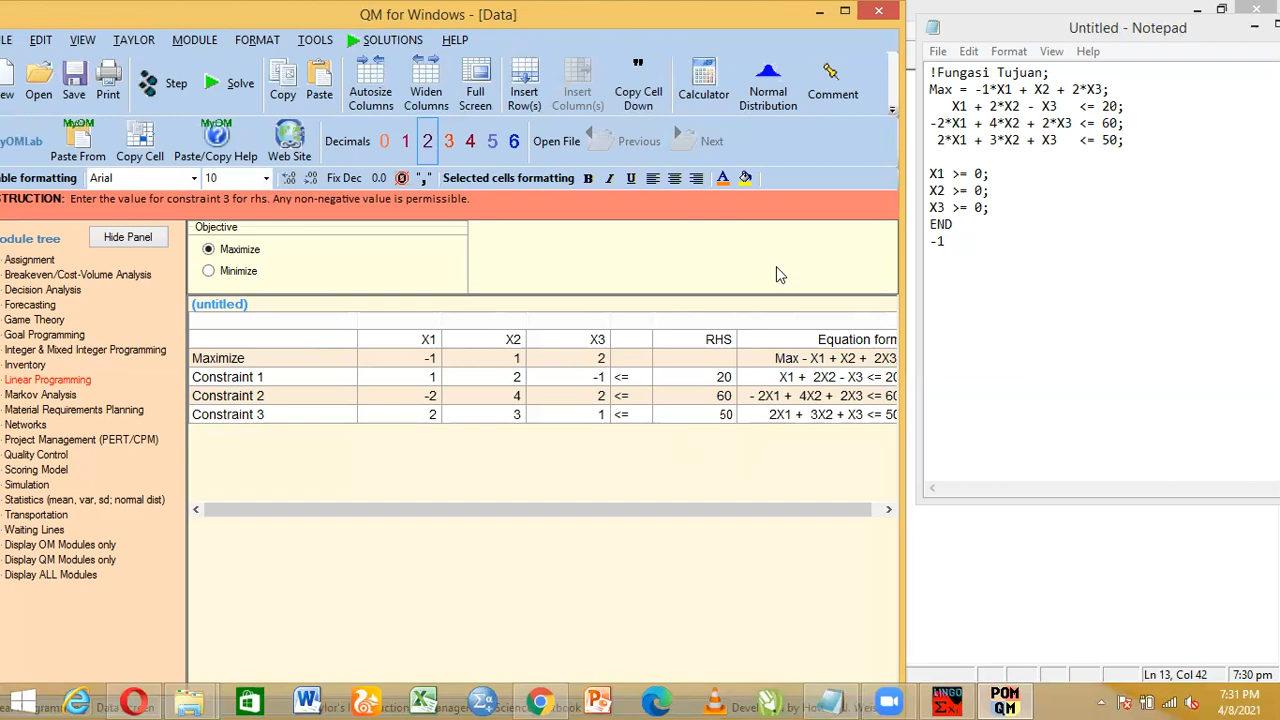 QM for Windows - [Data]
EDIT VIEW TAYLOR MODULE FORMAT TOOLS SOLUTIONS HELP
Open Save Print Step Solve Copy Paste Autosize Columns Widen Columns Full Screen Insert Row(s) Insert Column(s) Copy Cell Down Calculator Normal Distribution Comment
MyOM MyOM
Paste From Copy Cell Paste/Copy Help Web Site Decimals 0 1 2 3 4 5 6 Open File Previous Next
Arial 10 Fix Dec 0.0 "," Selected cells formatting B I U A
Enter the value for constraint 3 for rhs. Any non-negative value is permissible.
tree Hide Panel
Assignment
Breakeven/Cost-Volume Analysis
Decision Analysis
Forecasting
Game Theory
Goal Programming
Integer & Mixed Integer Programming
Inventory
Linear Programming
Markov Analysis
Material Requirements Planning
Networks
Project Management (PERT/CPM)
Quality Control
Scoring Model
Simulation
Statistics (mean, var, sd; normal dist)
Transportation
Waiting Lines
Display OM Modules only
Display QM Modules only
Display ALL Modules
Objective
Maximize
Minimize
(untitled)
X1 X2 X3 RHS Equation form
Maximize -1 1 2 Max - X1 + X2 + 2X3
Constraint 1 1 2 -1 <= 20 X1 + 2X2 - X3 <= 20
Constraint 2 -2 4 2 <= 60 - 2X1 + 4X2 + 2X3 <= 60
Constraint 3 2 3 1 <= 50 2X1 + 3X2 + X3 <= 50
Untitled - Notepad
File Edit Format View Help
!Fungasi Tujuan;
Max = -1*X1 + X2 + 2*X3;
X1 + 2*X2 - X3 <= 20;
-2*X1 + 4*X2 + 2*X3 <= 60;
2*X1 + 3*X2 + X3 <= 50;
X1 >= 0;
X2 >= 0;
X3 >= 0;
END
-1
Ln 13, Col 42 7:30 pm
LINGO
POM QM
7:31 PM
4/8/2021